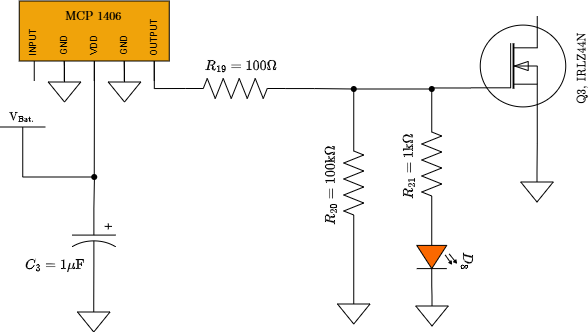 MCP 1406
INPUT
GND
VDD
GND
OUTPUT
R19 = 100Ω
Q3, IRLZ44N
VBat.
R20 = 100kΩ
R21 = 1kΩ
+
C3 = 1μF
D8